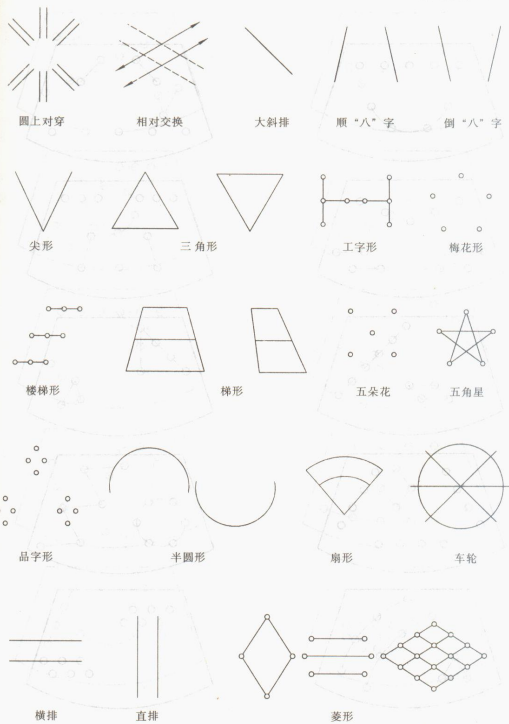 圆上对穿 相对交换 大斜排 顺“八”字 倒“八”字
尖形 三角形 工字形 梅花形
楼梯形 梯形 五朵花 五角星
品字形 半圆形 扇形 车轮
横排 直排 菱形